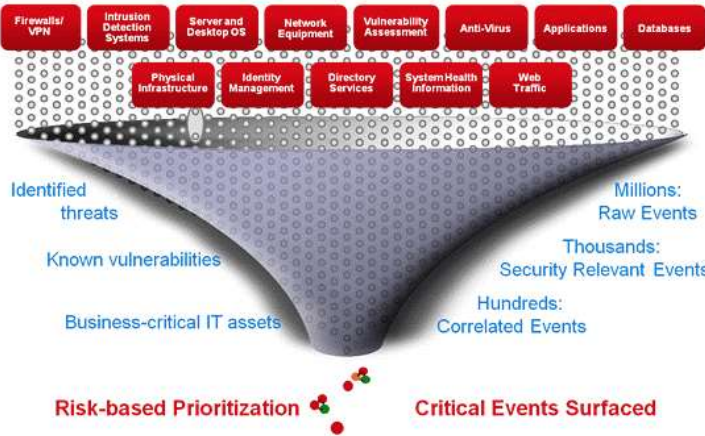 Firewalls/
VPN
Intrusion
Detection
Systems
Server and
Desktop OS
Network
Equipment
Vulnerability
Assessment
Anti-Virus
Applications
Databases
Physical
Infrastructure
Identity
Management
Directory
Services
System Health
Information
Web
Traffic
Identified
threats
Known vulnerabilities
Business-critical IT assets
Millions:
Raw Events
Thousands:
Security Relevant Events
Hundreds:
Correlated Events
Risk-based Prioritization
Critical Events Surfaced